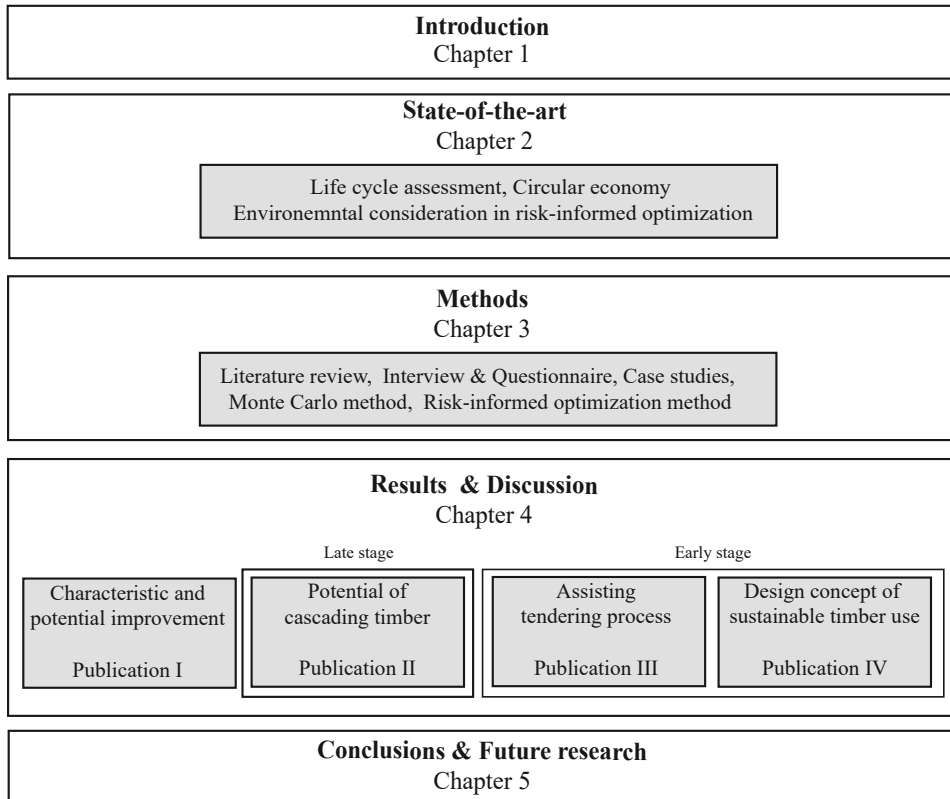 Introduction
Chapter 1
State-of-the-art
Chapter 2
Life cycle assessment, Circular economy
Environemntal consideration in risk-informed optimization
Methods
Chapter 3
Literature review, Interview & Questionnaire, Case studies,
Monte Carlo method, Risk-informed optimization method
Results & Discussion
Chapter 4
Late stage
Early stage
Characteristic and
potential improvement
Publication I
Potential of
cascading timber
Publication II
Assisting
tendering process
Publication III
Design concept of
sustainable timber use
Publication IV
Conclusions & Future research
Chapter 5